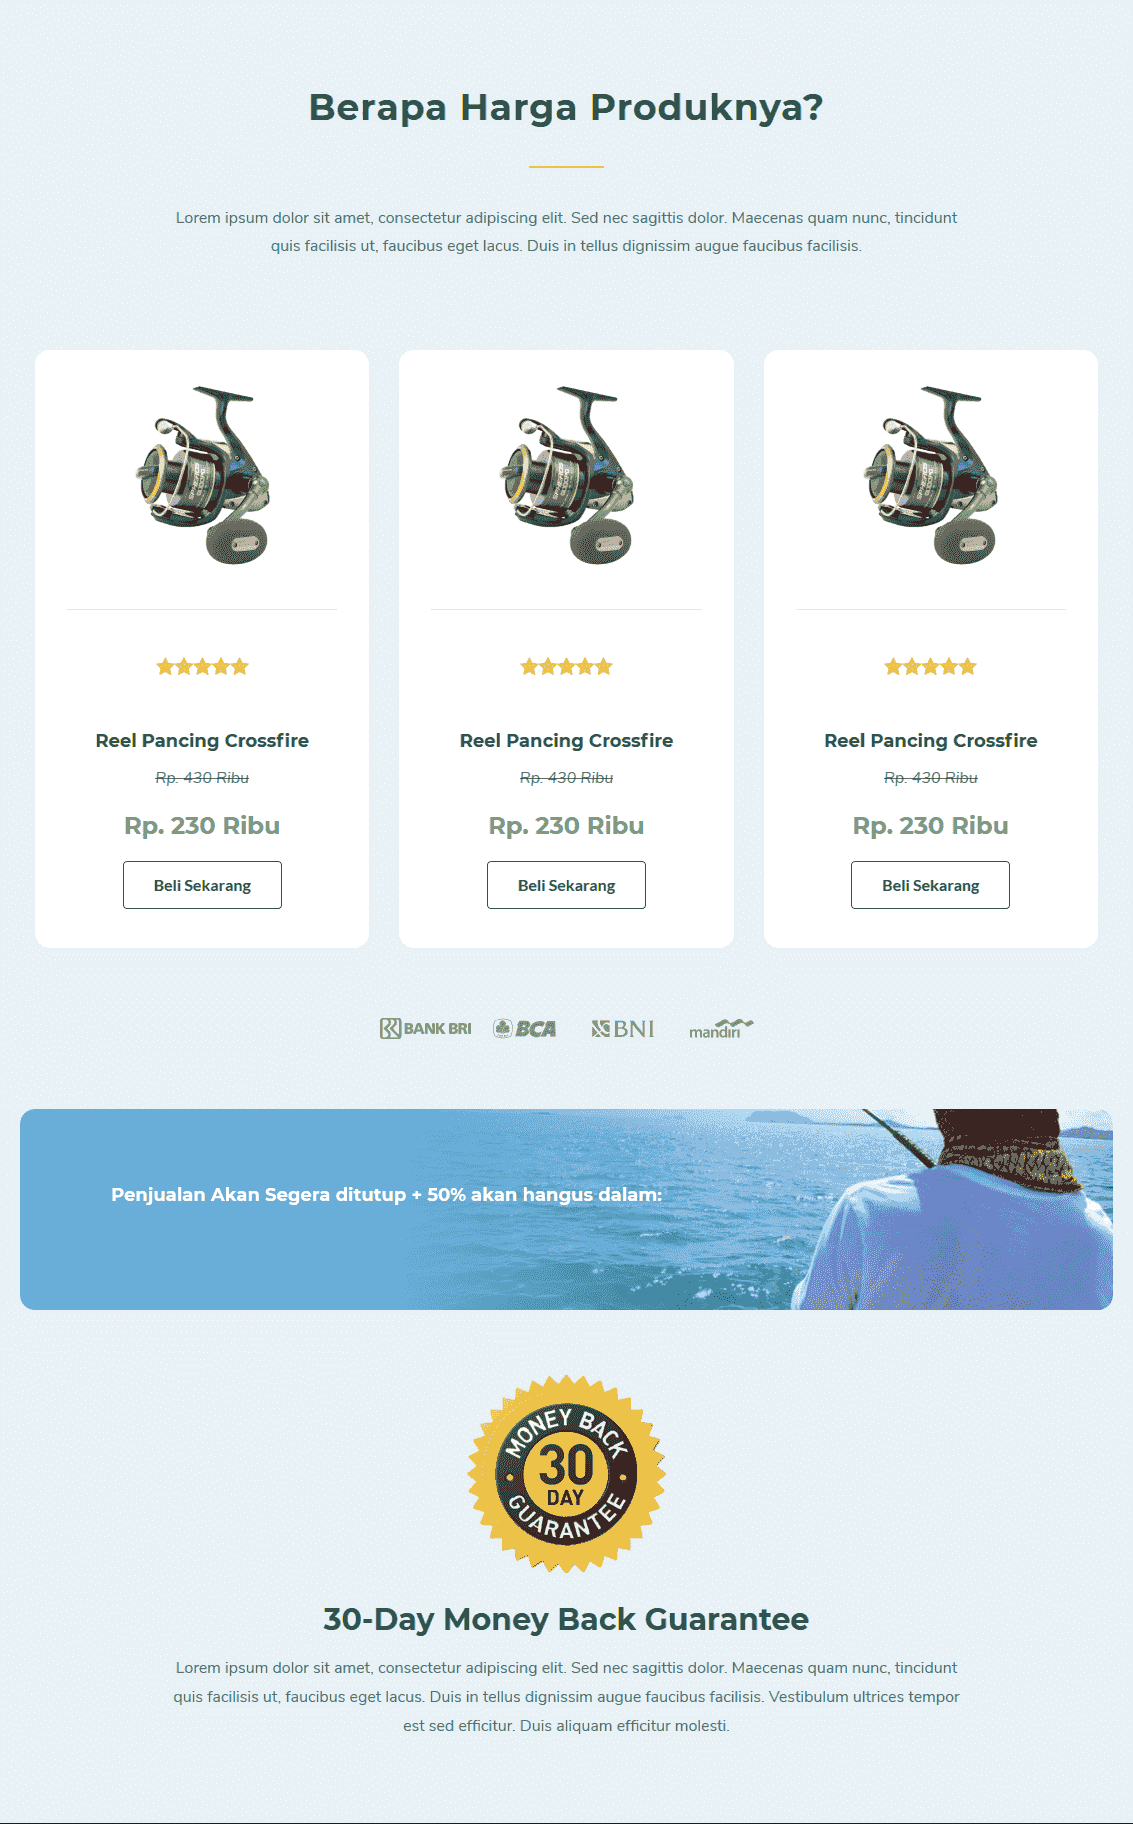 Berapa Harga Produknya?
Lorem ipsum dolor sit amet, consectetur adipiscing elit. Sed nec sagittis dolor. Maecenas quam nunc, tincidunt
quis facilisis ut, faucibus eget lacus. Duis in tellus dignissim augue faucibus facilisis.
Reel Pancing Crossfire
Rp. 430 Ribu
Rp. 230 Ribu
Beli Sekarang
Reel Pancing Crossfire
Rp. 430 Ribu
Rp. 230 Ribu
Beli Sekarang
Reel Pancing Crossfire
Rp. 430 Ribu
Rp. 230 Ribu
Beli Sekarang
BANK BRI BCA BNI mandiri
Penjualan Akan Segera ditutup + 50% akan hangus dalam:
MONEY BACK
30
DAY
GUARANTEE
30-Day Money Back Guarantee
Lorem ipsum dolor sit amet, consectetur adipiscing elit. Sed nec sagittis dolor. Maecenas quam nunc, tincidunt
quis facilisis ut, faucibus eget lacus. Duis in tellus dignissim augue faucibus facilisis. Vestibulum ultrices tempor
est sed efficitur. Duis aliquam efficitur molesti.